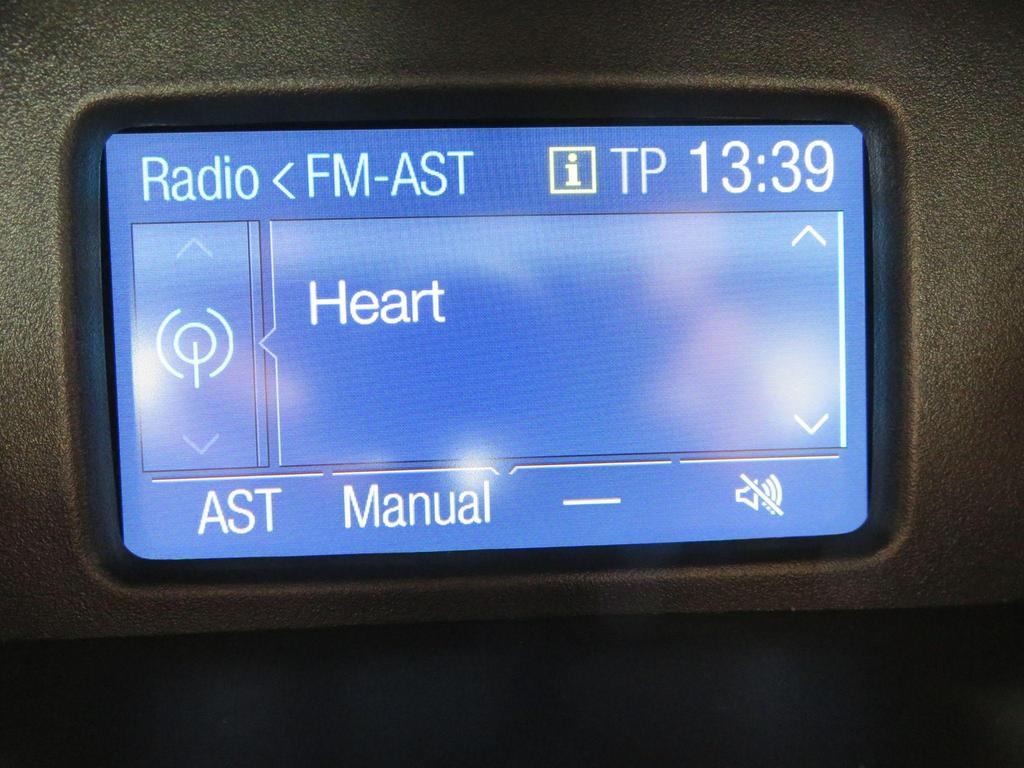 Radio < FM-AST i TP 13:39
Heart
AST Manual —